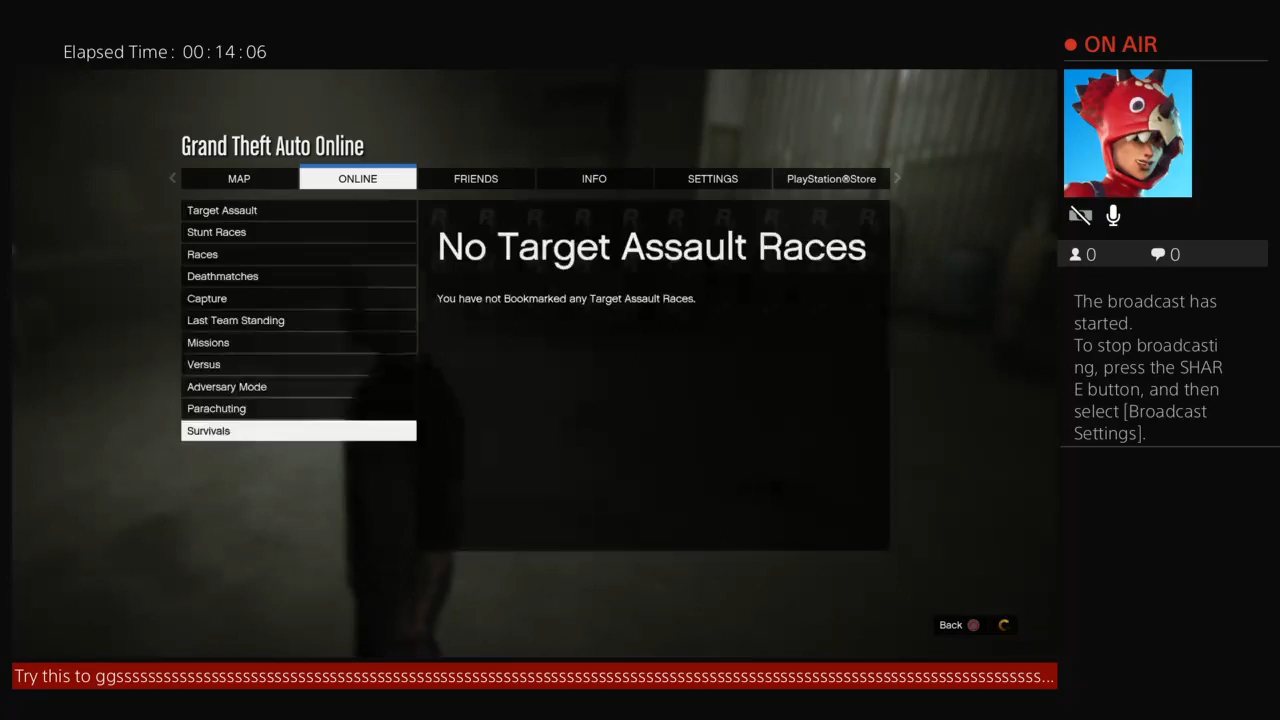 Elapsed Time: 00:14:06
ON AIR
Grand Theft Auto Online
MAP
ONLINE
FRIENDS
INFO
SETTINGS
PlayStation®Store
Target Assault
Stunt Races
Races
Deathmatches
Capture
Last Team Standing
Missions
Versus
Adversary Mode
Parachuting
Survivals
No Target Assault Races
You have not Bookmarked any Target Assault Races.
Back
0
0
The broadcast has
started.
To stop broadcasti
ng, press the SHAR
E button, and then
select [Broadcast
Settings].
Try this to ggsssssssssssssssssssssssssssssssssssssssssssssssssssssssssssssssssssssssssssssssssssssssssssssssssssssssssssssssssssss...